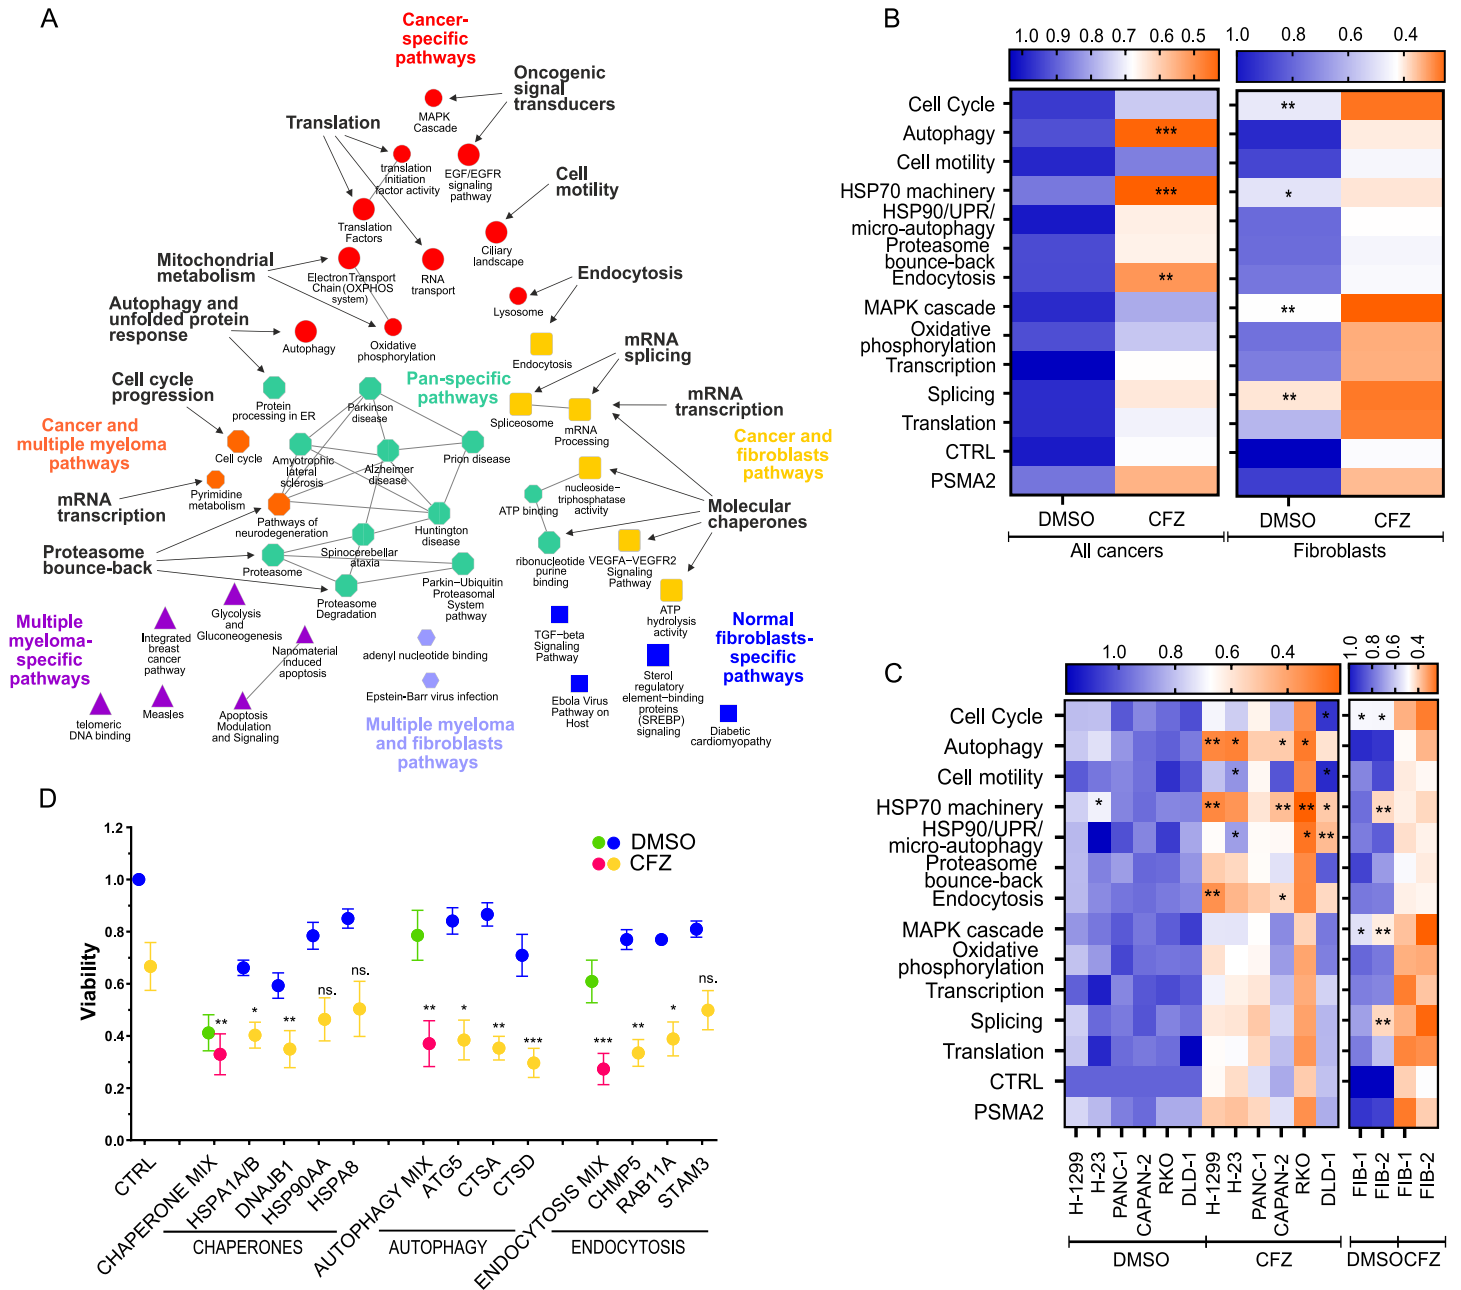 A
Cancer-
specific
pathways
Oncogenic
signal
transducers
MAPK
Cascade
Translation
translation
initiation
factor activity
EGF/EGFR
signaling
pathway
Cell
motility
Translation
Factors
Ciliary
landscape
Mitochondrial
metabolism
Electron Transport
Chain (OXPHOS
system)
RNA
transport
Endocytosis
Lysosome
Autophagy and
unfolded protein
response
Autophagy
Oxidative
phosphorylation
Endocytosis
mRNA
splicing
Cell cycle
progression
Protein
processing in ER
Parkinson
disease
Pan-specific
pathways
Spliceosome
mRNA
Processing
mRNA
transcription
Cancer and
multiple myeloma
pathways
Cell cycle
Amyotrophic
lateral
sclerosis
Alzheimer
disease
Prion disease
Cancer and
fibroblasts
pathways
mRNA
transcription
Pyrimidine
metabolism
Pathways of
neurodegeneration
Huntington
disease
ATP binding
nucleoside-
triphosphatase
activity
Molecular
chaperones
Proteasome
bounce-back
Proteasome
Spinocerebellar
ataxia
Proteasome
Degradation
Parkin-Ubiquitin
Proteasomal
System
pathway
ribonucleotide
purine
binding
VEGFA-VEGFR2
Signaling
Pathway
ATP
hydrolysis
activity
Multiple
myeloma-
specific
pathways
Glycolysis
and
Gluconeogenesis
Integrated
breast
cancer
pathway
Nanomaterial
induced
apoptosis
adenyl nucleotide binding
Epstein-Barr virus infection
TGF-beta
Signaling
Pathway
Sterol
regulatory
element-binding
proteins
(SREBP)
signaling
Normal
fibroblasts-
specific
pathways
telomeric
DNA binding
Measles
Apoptosis
Modulation
and Signaling
Multiple myeloma
and fibroblasts
pathways
Ebola Virus
Pathway on
Host
Diabetic
cardiomyopathy
B
1.0 0.9 0.8 0.7 0.6 0.5
1.0 0.8 0.6 0.4
Cell Cycle **
Autophagy ***
Cell motility
HSP70 machinery *** *
HSP90/UPR/
micro-autophagy
Proteasome
bounce-back
Endocytosis **
MAPK cascade **
Oxidative
phosphorylation
Transcription
Splicing **
Translation
CTRL
PSMA2
DMSO CFZ DMSO CFZ
All cancers Fibroblasts
C
1.0 0.8 0.6 0.4
1.0 0.8 0.6 0.4
Cell Cycle * * *
Autophagy ** * * *
Cell motility * *
HSP70 machinery * ** ** ** * **
HSP90/UPR/
micro-autophagy * * **
Proteasome
bounce-back
Endocytosis ** *
MAPK cascade * **
Oxidative
phosphorylation
Transcription
Splicing **
Translation
CTRL
PSMA2
H-1299 H-23 PANC-1 CAPAN-2 RKO DLD-1 H-1299 H-23 PANC-1 CAPAN-2 RKO DLD-1 FIB-1 FIB-2 FIB-1 FIB-2
DMSO CFZ DMSO CFZ
D
Viability
1.2
1.0
0.8
0.6
0.4
0.2
0.0
DMSO
CFZ
** * ** ns. ns. ** * ** *** *** ** * ns.
CTRL
CHAPERONE MIX
HSPA1A/B
DNAJB1
HSP90AA
HSPA8
AUTOPHAGY MIX
ATG5
CTSA
CTSD
ENDOCYTOSIS MIX
CHMP5
RAB11A
STAM3
CHAPERONES AUTOPHAGY ENDOCYTOSIS